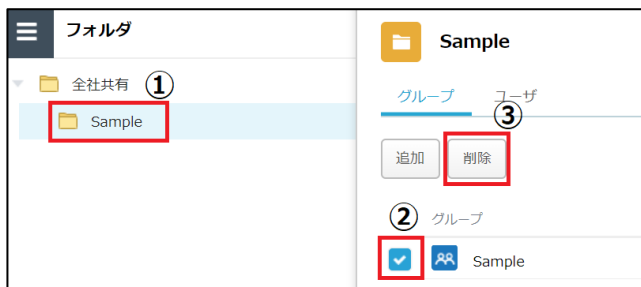 フォルダ
全社共有 ①
Sample
Sample
グループ ユーザ
③
追加 削除
② グループ
Sample